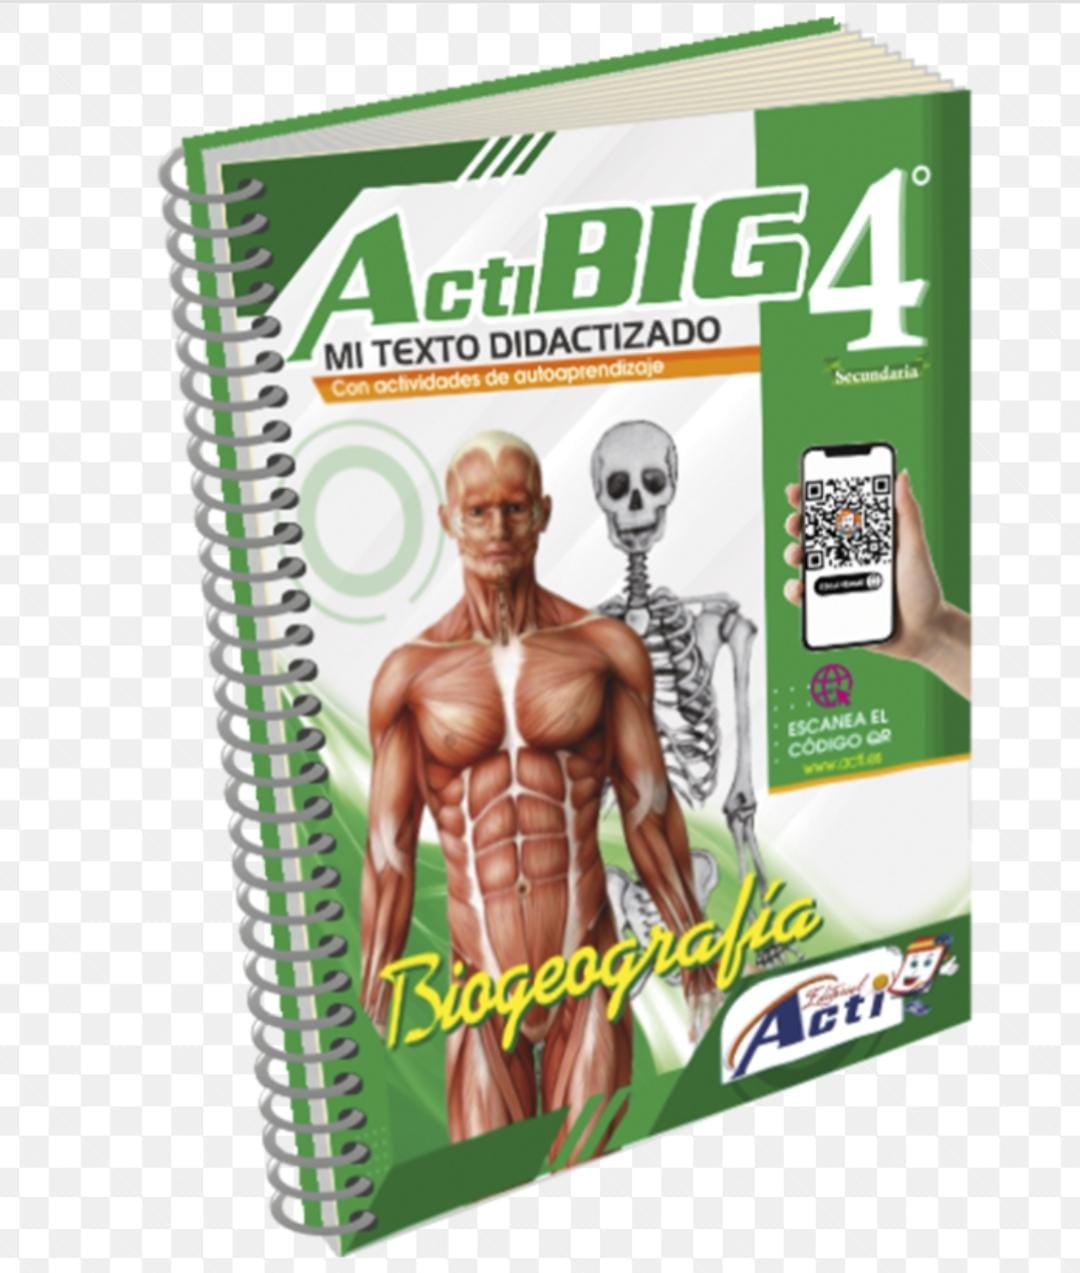 ActiBIG 4°
MI TEXTO DIDACTIZADO
Con actividades de autoaprendizaje
Secundaria
ESCANEA EL
CÓDIGO QR
www.acti.es
Biogeografía
Editorial
Acti